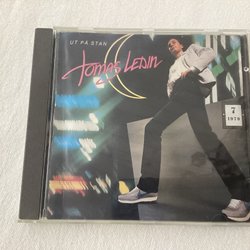 UT PÅ STAN
Tomas LEDIN
7
1979